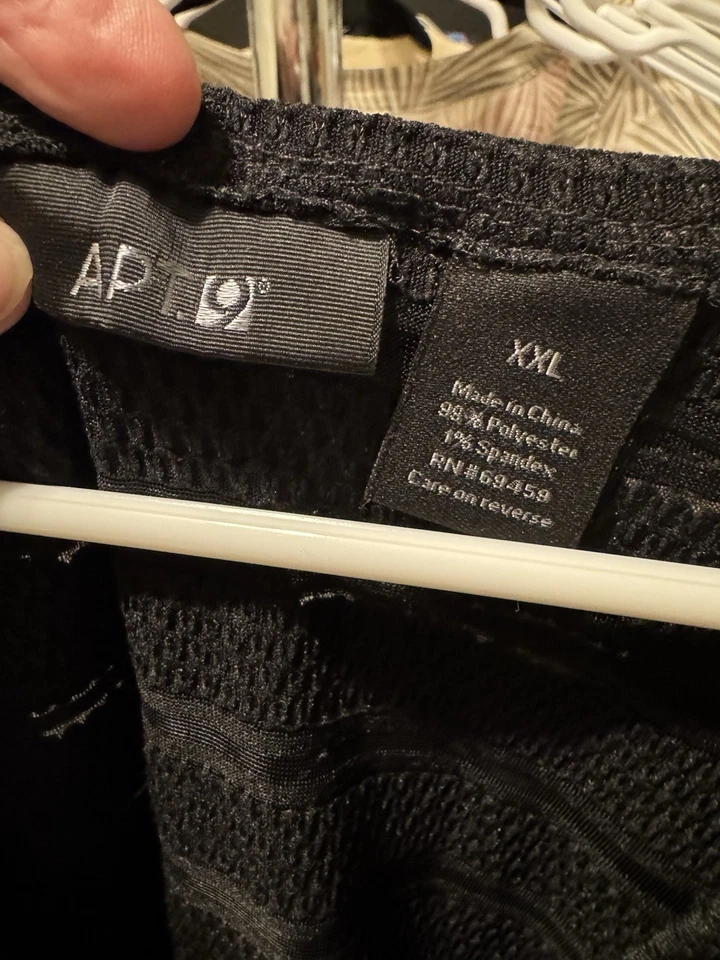 APT.9®
XXL
Made in China
99% Polyester
1% Spandex
RN#69459
Care on reverse